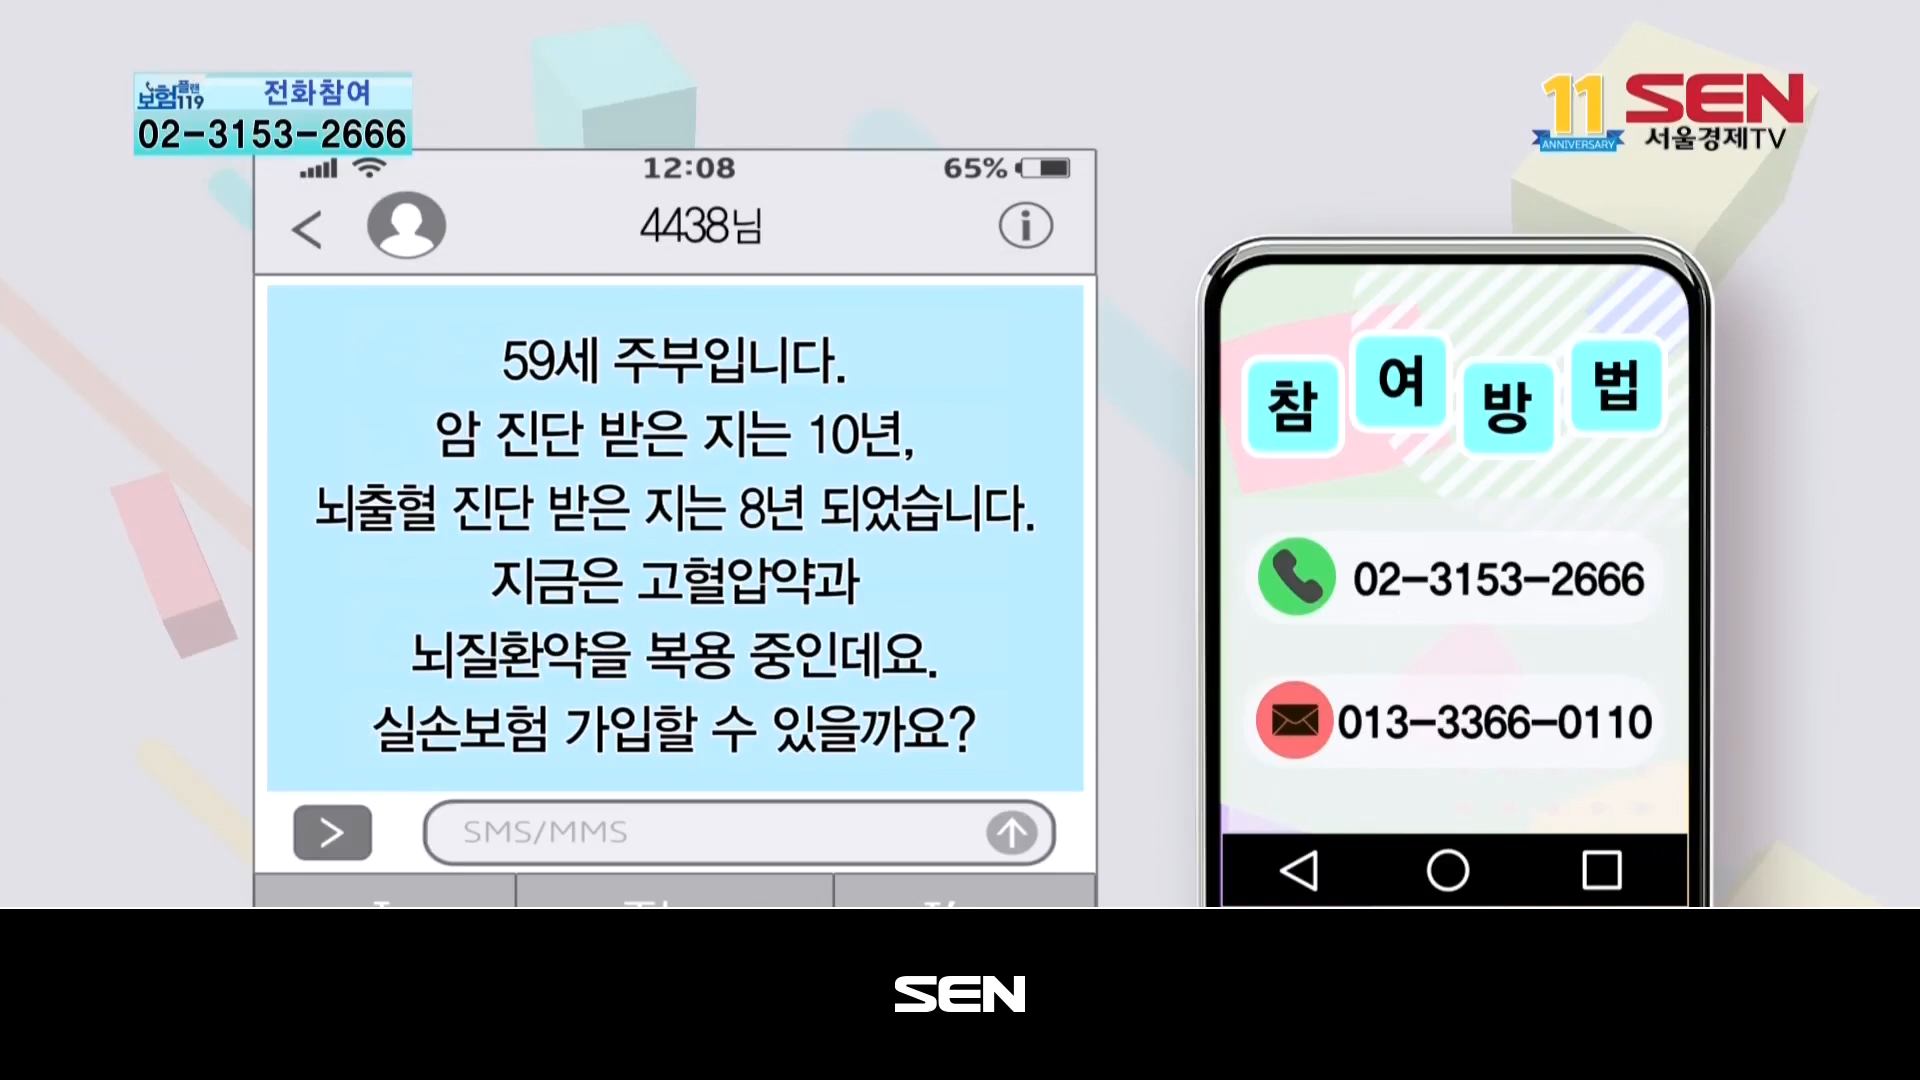 보험플랜119 전화참여
02-3153-2666
11 ANNIVERSARY
SEN
서울경제TV
12:08
65%
4438님
59세 주부입니다.
암 진단 받은 지는 10년,
뇌출혈 진단 받은 지는 8년 되었습니다.
지금은 고혈압약과
뇌질환약을 복용 중인데요.
실손보험 가입할 수 있을까요?
SMS/MMS
참여방법
02-3153-2666
013-3366-0110
SEN